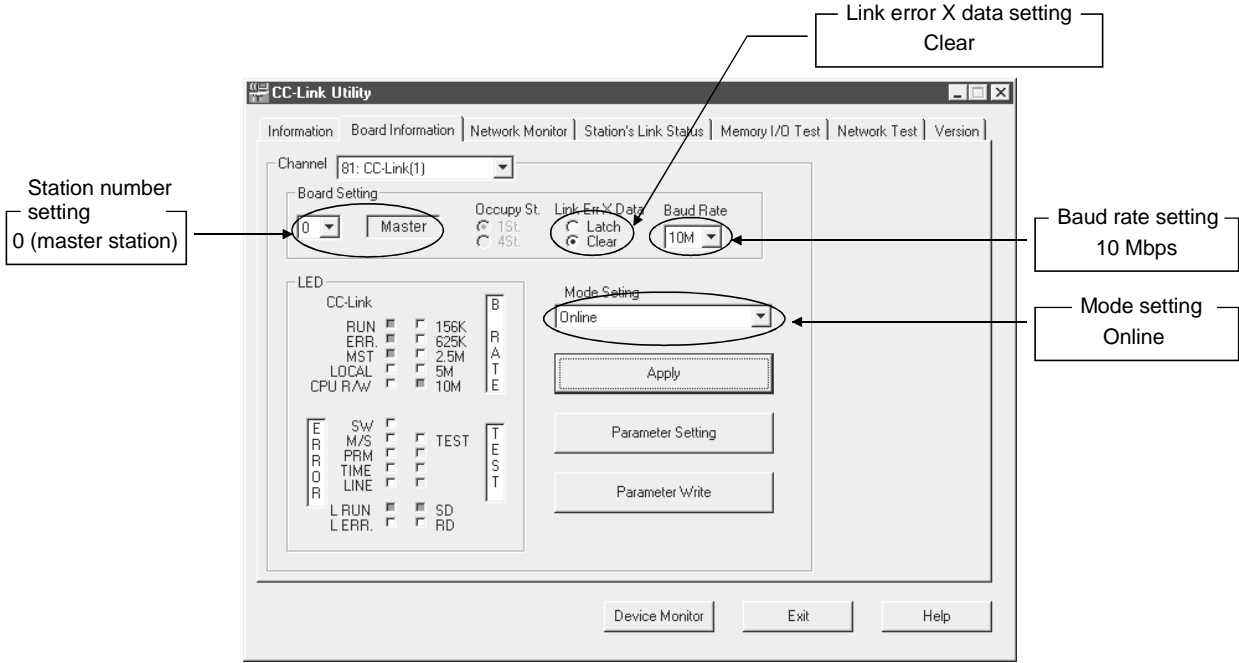 Link error X data setting
Clear
CC-Link Utility
Information Board Information Network Monitor Station's Link Status Memory I/O Test Network Test Version
Channel 81: CC-Link(1)
Station number
setting
0 (master station)
Board Setting
0 Master
Occupy St.
1St.
4St.
Link Err X Data
Latch
Clear
Baud Rate
10M
Baud rate setting
10 Mbps
LED
CC-Link
RUN 156K
ERR. 625K
MST 2.5M
LOCAL 5M
CPU R/W 10M
B RATE
ERROR
SW
M/S TEST
PRM
TIME
LINE
TEST
L RUN SD
L ERR. RD
Mode Seting
Online
Mode setting
Online
Apply
Parameter Setting
Parameter Write
Device Monitor Exit Help